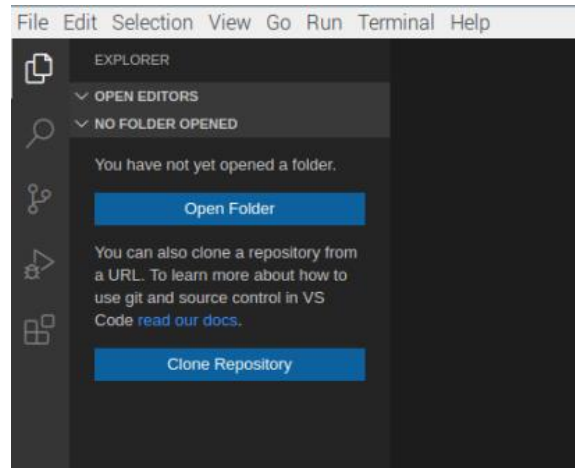 File Edit Selection View Go Run Terminal Help
EXPLORER
OPEN EDITORS
NO FOLDER OPENED
You have not yet opened a folder.
Open Folder
You can also clone a repository from
a URL. To learn more about how to
use git and source control in VS
Code read our docs.
Clone Repository